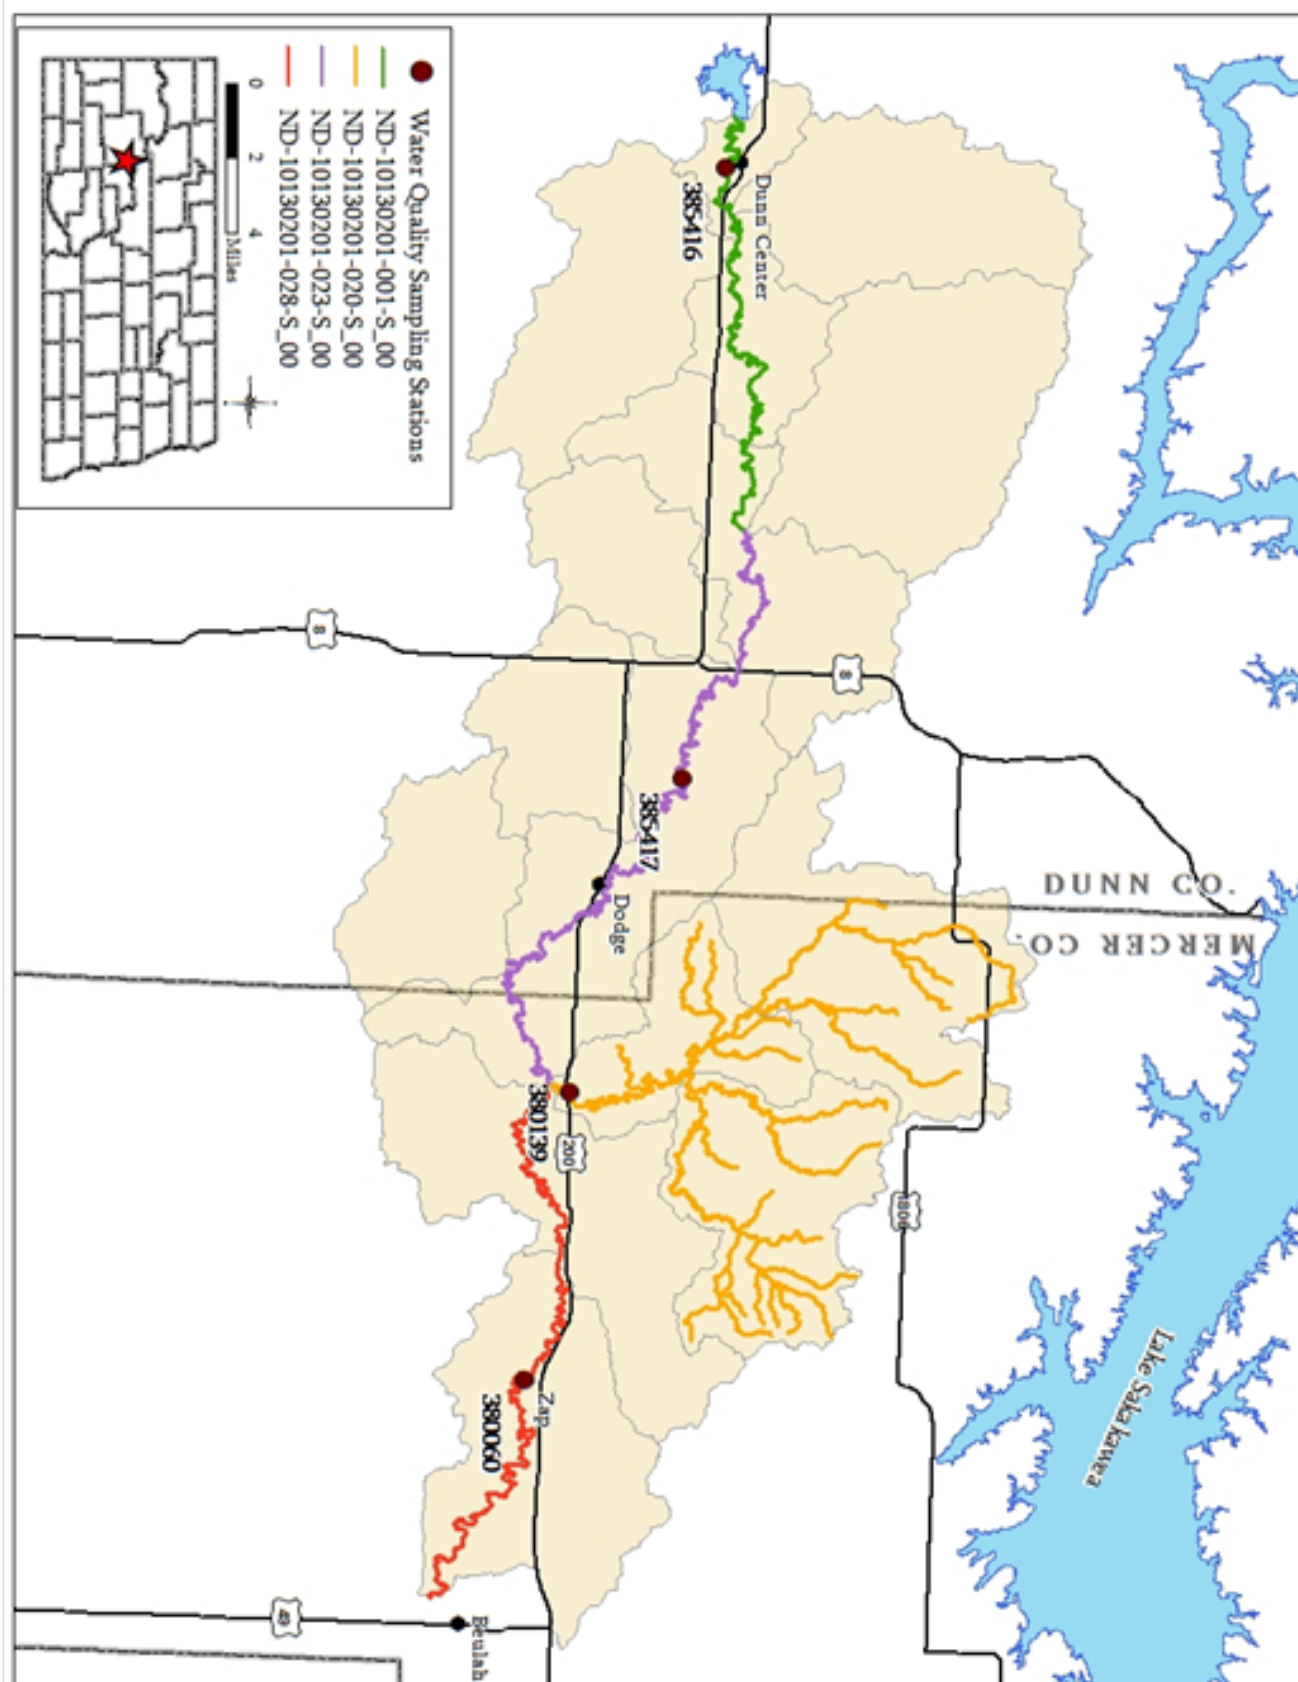 Dunn Center
385416
8
8
385417
Dodge
DUNN CO.
MERCER CO.
380139
200
1806
Zap
380060
Lake Sakakawea
49
Beulah
Water Quality Sampling Stations
ND-10130201-001-S_00
ND-10130201-020-S_00
ND-10130201-023-S_00
ND-10130201-028-S_00
0 2 4
Miles